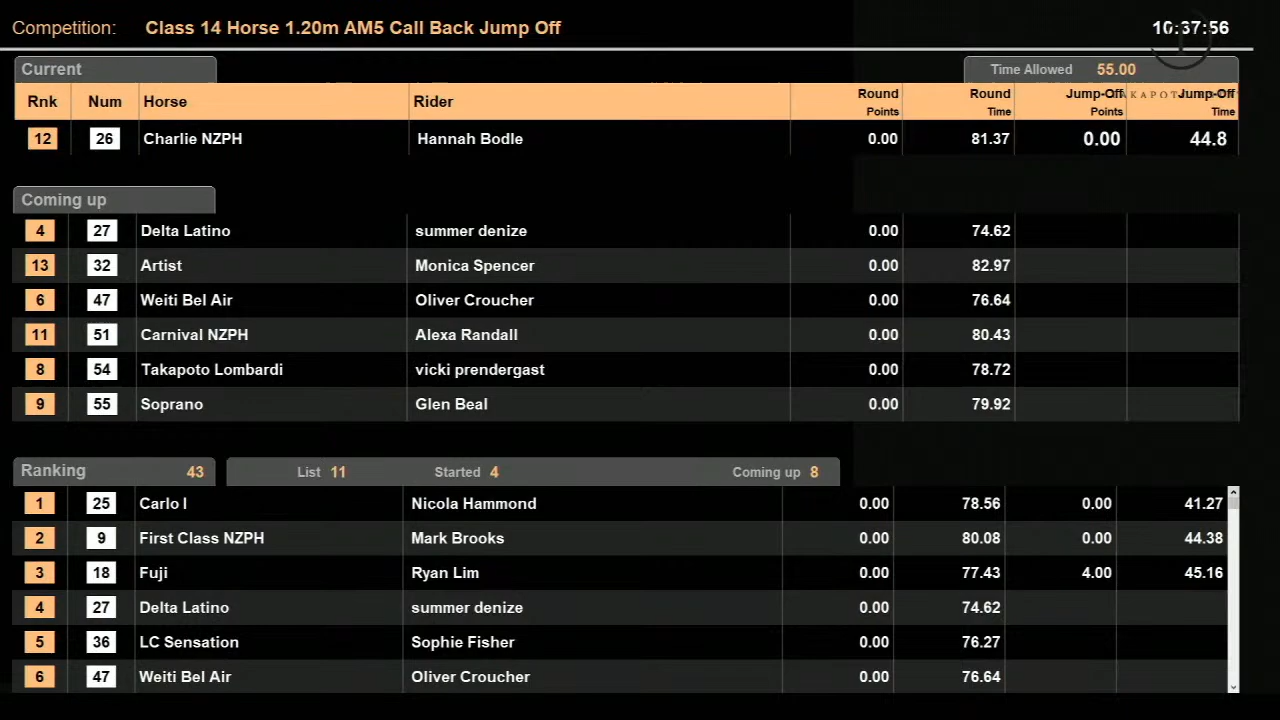 Competition: Class 14 Horse 1.20m AM5 Call Back Jump Off 10:37:56
Current Time Allowed 55.00
Rnk Num Horse Rider Round Points Round Time Jump-Off Points Jump-Off Time
12 26 Charlie NZPH Hannah Bodle 0.00 81.37 0.00 44.8
Coming up
4 27 Delta Latino summer denize 0.00 74.62
13 32 Artist Monica Spencer 0.00 82.97
6 47 Weiti Bel Air Oliver Croucher 0.00 76.64
11 51 Carnival NZPH Alexa Randall 0.00 80.43
8 54 Takapoto Lombardi vicki prendergast 0.00 78.72
9 55 Soprano Glen Beal 0.00 79.92
Ranking 43 List 11 Started 4 Coming up 8
1 25 Carlo I Nicola Hammond 0.00 78.56 0.00 41.27
2 9 First Class NZPH Mark Brooks 0.00 80.08 0.00 44.38
3 18 Fuji Ryan Lim 0.00 77.43 4.00 45.16
4 27 Delta Latino summer denize 0.00 74.62
5 36 LC Sensation Sophie Fisher 0.00 76.27
6 47 Weiti Bel Air Oliver Croucher 0.00 76.64